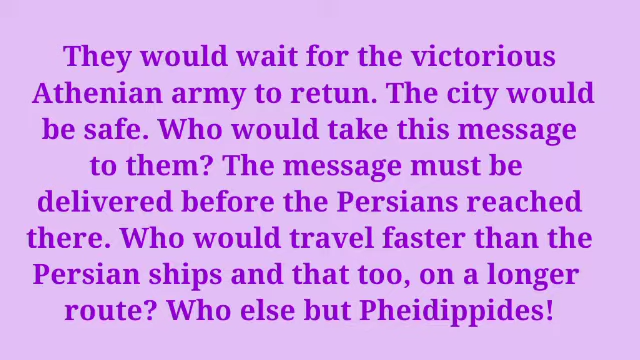 They would wait for the victorious
Athenian army to retun. The city would
be safe. Who would take this message
to them? The message must be
delivered before the Persians reached
there. Who would travel faster than the
Persian ships and that too, on a longer
route? Who else but Pheidippides!